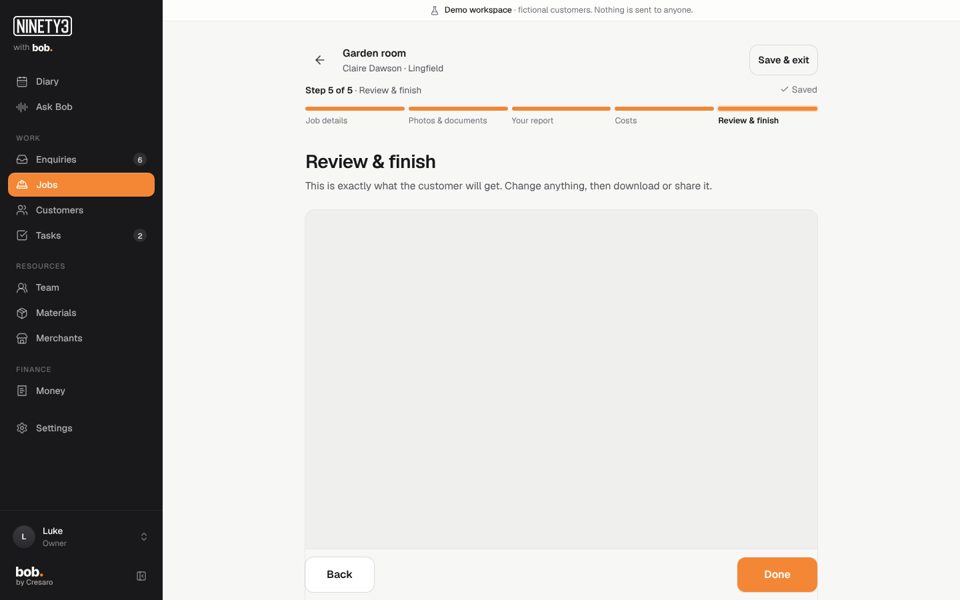 NINETY3
with bob.
Diary
Ask Bob
WORK
Enquiries 6
Jobs
Customers
Tasks 2
RESOURCES
Team
Materials
Merchants
FINANCE
Money
Settings
L
Luke
Owner
bob.
by Cresaro
Demo workspace · fictional customers. Nothing is sent to anyone.
Garden room
Claire Dawson · Lingfield
Save & exit
Step 5 of 5 · Review & finish
Saved
Job details
Photos & documents
Your report
Costs
Review & finish
Review & finish
This is exactly what the customer will get. Change anything, then download or share it.
Back
Done